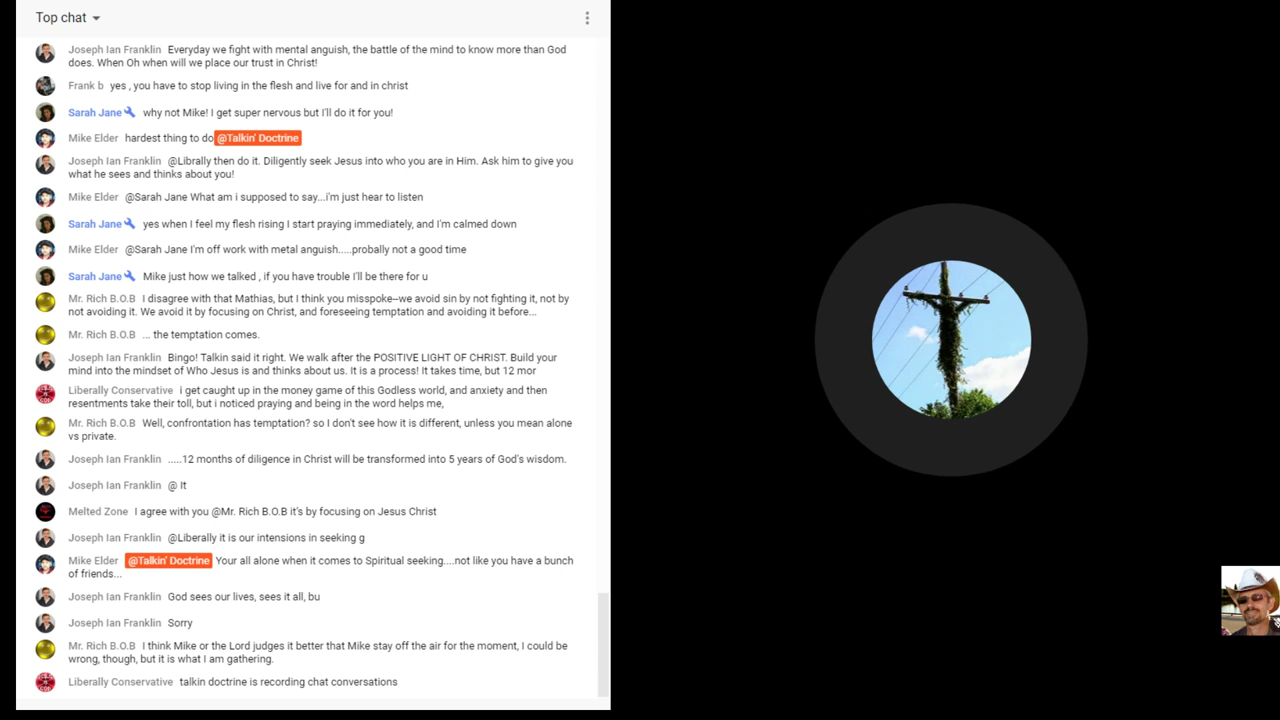 Top chat
Joseph Ian Franklin Everyday we fight with mental anguish, the battle of the mind to know more than God
does. When Oh when will we place our trust in Christ!
Frank b yes , you have to stop living in the flesh and live for and in christ
Sarah Jane why not Mike! I get super nervous but I'll do it for you!
Mike Elder hardest thing to do @Talkin' Doctrine
Joseph Ian Franklin @Librally then do it. Diligently seek Jesus into who you are in Him. Ask him to give you
what he sees and thinks about you!
Mike Elder @Sarah Jane What am i supposed to say...i'm just hear to listen
Sarah Jane yes when I feel my flesh rising I start praying immediately, and I'm calmed down
Mike Elder @Sarah Jane I'm off work with metal anguish.....probally not a good time
Sarah Jane Mike just how we talked , if you have trouble I'll be there for u
Mr. Rich B.O.B I disagree with that Mathias, but I think you misspoke--we avoid sin by not fighting it, not by
not avoiding it. We avoid it by focusing on Christ, and foreseeing temptation and avoiding it before...
Mr. Rich B.O.B ... the temptation comes.
Joseph Ian Franklin Bingo! Talkin said it right. We walk after the POSITIVE LIGHT OF CHRIST. Build your
mind into the mindset of Who Jesus is and thinks about us. It is a process! It takes time, but 12 mor
Liberally Conservative i get caught up in the money game of this Godless world, and anxiety and then
resentments take their toll, but i noticed praying and being in the word helps me,
Mr. Rich B.O.B Well, confrontation has temptation? so I don't see how it is different, unless you mean alone
vs private.
Joseph Ian Franklin .....12 months of diligence in Christ will be transformed into 5 years of God's wisdom.
Joseph Ian Franklin @ It
Melted Zone I agree with you @Mr. Rich B.O.B it's by focusing on Jesus Christ
Joseph Ian Franklin @Liberally it is our intensions in seeking g
Mike Elder @Talkin' Doctrine Your all alone when it comes to Spiritual seeking....not like you have a bunch
of friends...
Joseph Ian Franklin God sees our lives, sees it all, bu
Joseph Ian Franklin Sorry
Mr. Rich B.O.B I think Mike or the Lord judges it better that Mike stay off the air for the moment, I could be
wrong, though, but it is what I am gathering.
Liberally Conservative talkin doctrine is recording chat conversations